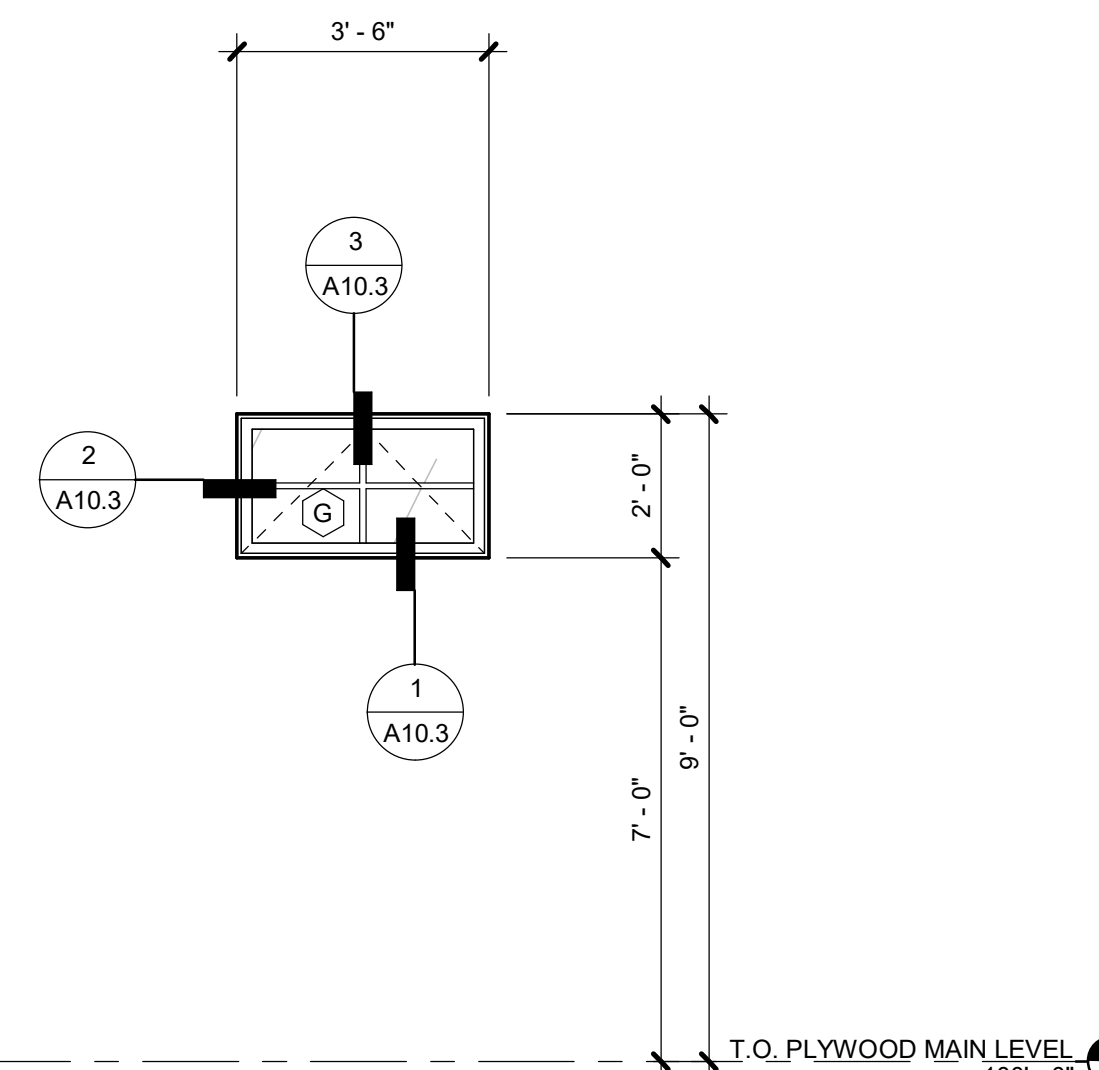 3' - 6"
3
A10.3
2
A10.3
G
2' - 0"
1
A10.3
9' - 0"
7' - 0"
T.O. PLYWOOD MAIN LEVEL